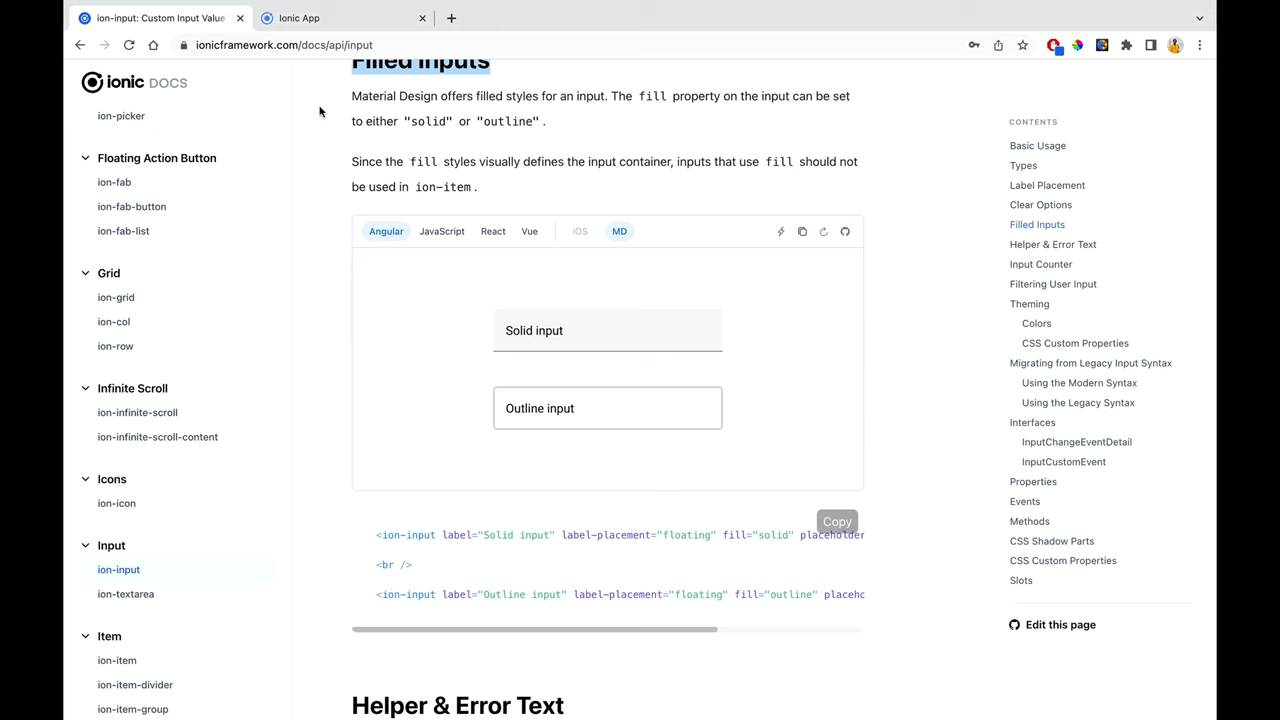 ion-input: Custom Input Value
Ionic App
ionicframework.com/docs/api/input
ionic DOCS
ion-picker
Floating Action Button
ion-fab
ion-fab-button
ion-fab-list
Grid
ion-grid
ion-col
ion-row
Infinite Scroll
ion-infinite-scroll
ion-infinite-scroll-content
Icons
ion-icon
Input
ion-input
ion-textarea
Item
ion-item
ion-item-divider
ion-item-group
Filled Inputs
Material Design offers filled styles for an input. The fill property on the input can be set
to either "solid" or "outline".
Since the fill styles visually defines the input container, inputs that use fill should not
be used in ion-item.
Angular JavaScript React Vue iOS MD
Solid input
Outline input
Copy
<ion-input label="Solid input" label-placement="floating" fill="solid" placeholder
<br />
<ion-input label="Outline input" label-placement="floating" fill="outline" placeho
Helper & Error Text
CONTENTS
Basic Usage
Types
Label Placement
Clear Options
Filled Inputs
Helper & Error Text
Input Counter
Filtering User Input
Theming
Colors
CSS Custom Properties
Migrating from Legacy Input Syntax
Using the Modern Syntax
Using the Legacy Syntax
Interfaces
InputChangeEventDetail
InputCustomEvent
Properties
Events
Methods
CSS Shadow Parts
CSS Custom Properties
Slots
Edit this page